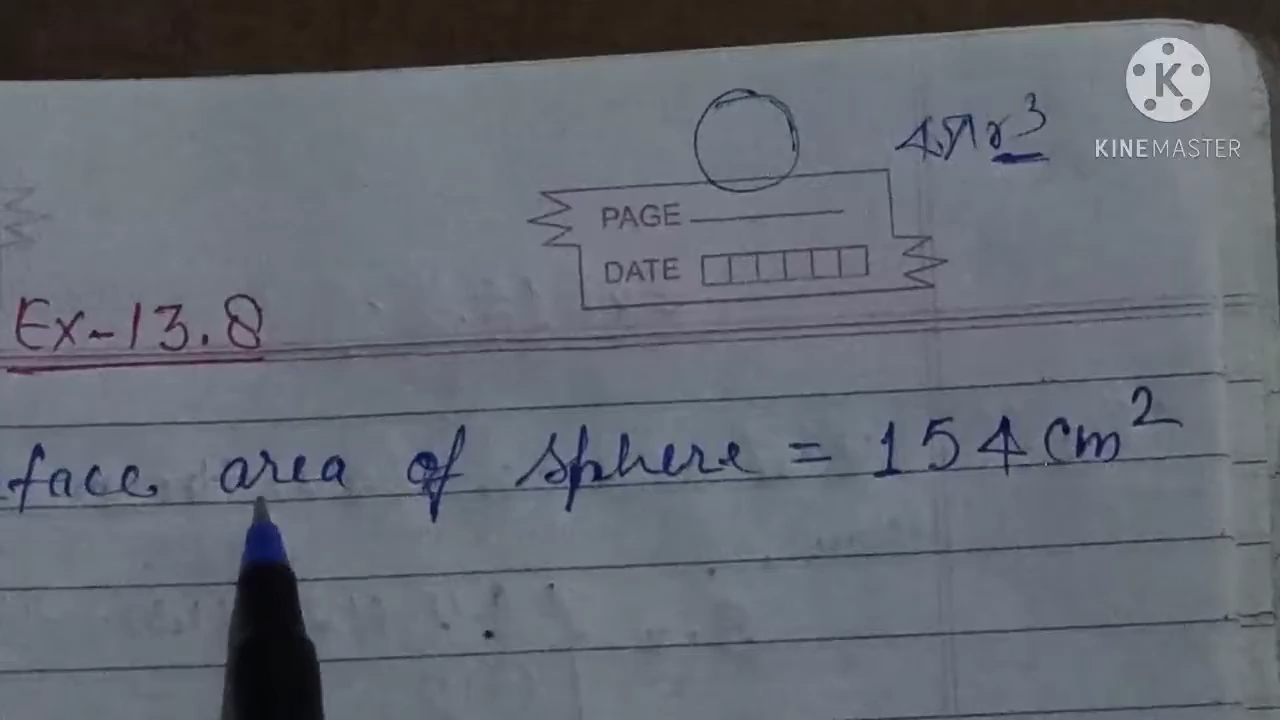 4πr³
KINEMASTER
PAGE
DATE
Ex-13.8
face area of sphere = 154 cm²